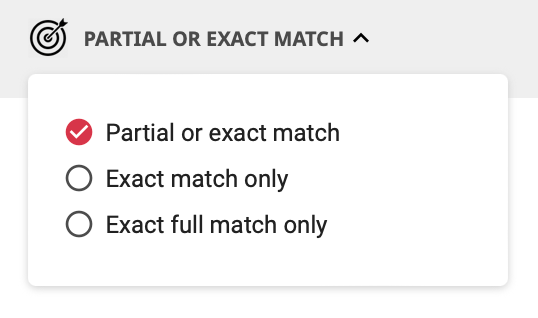 PARTIAL OR EXACT MATCH
Partial or exact match
Exact match only
Exact full match only